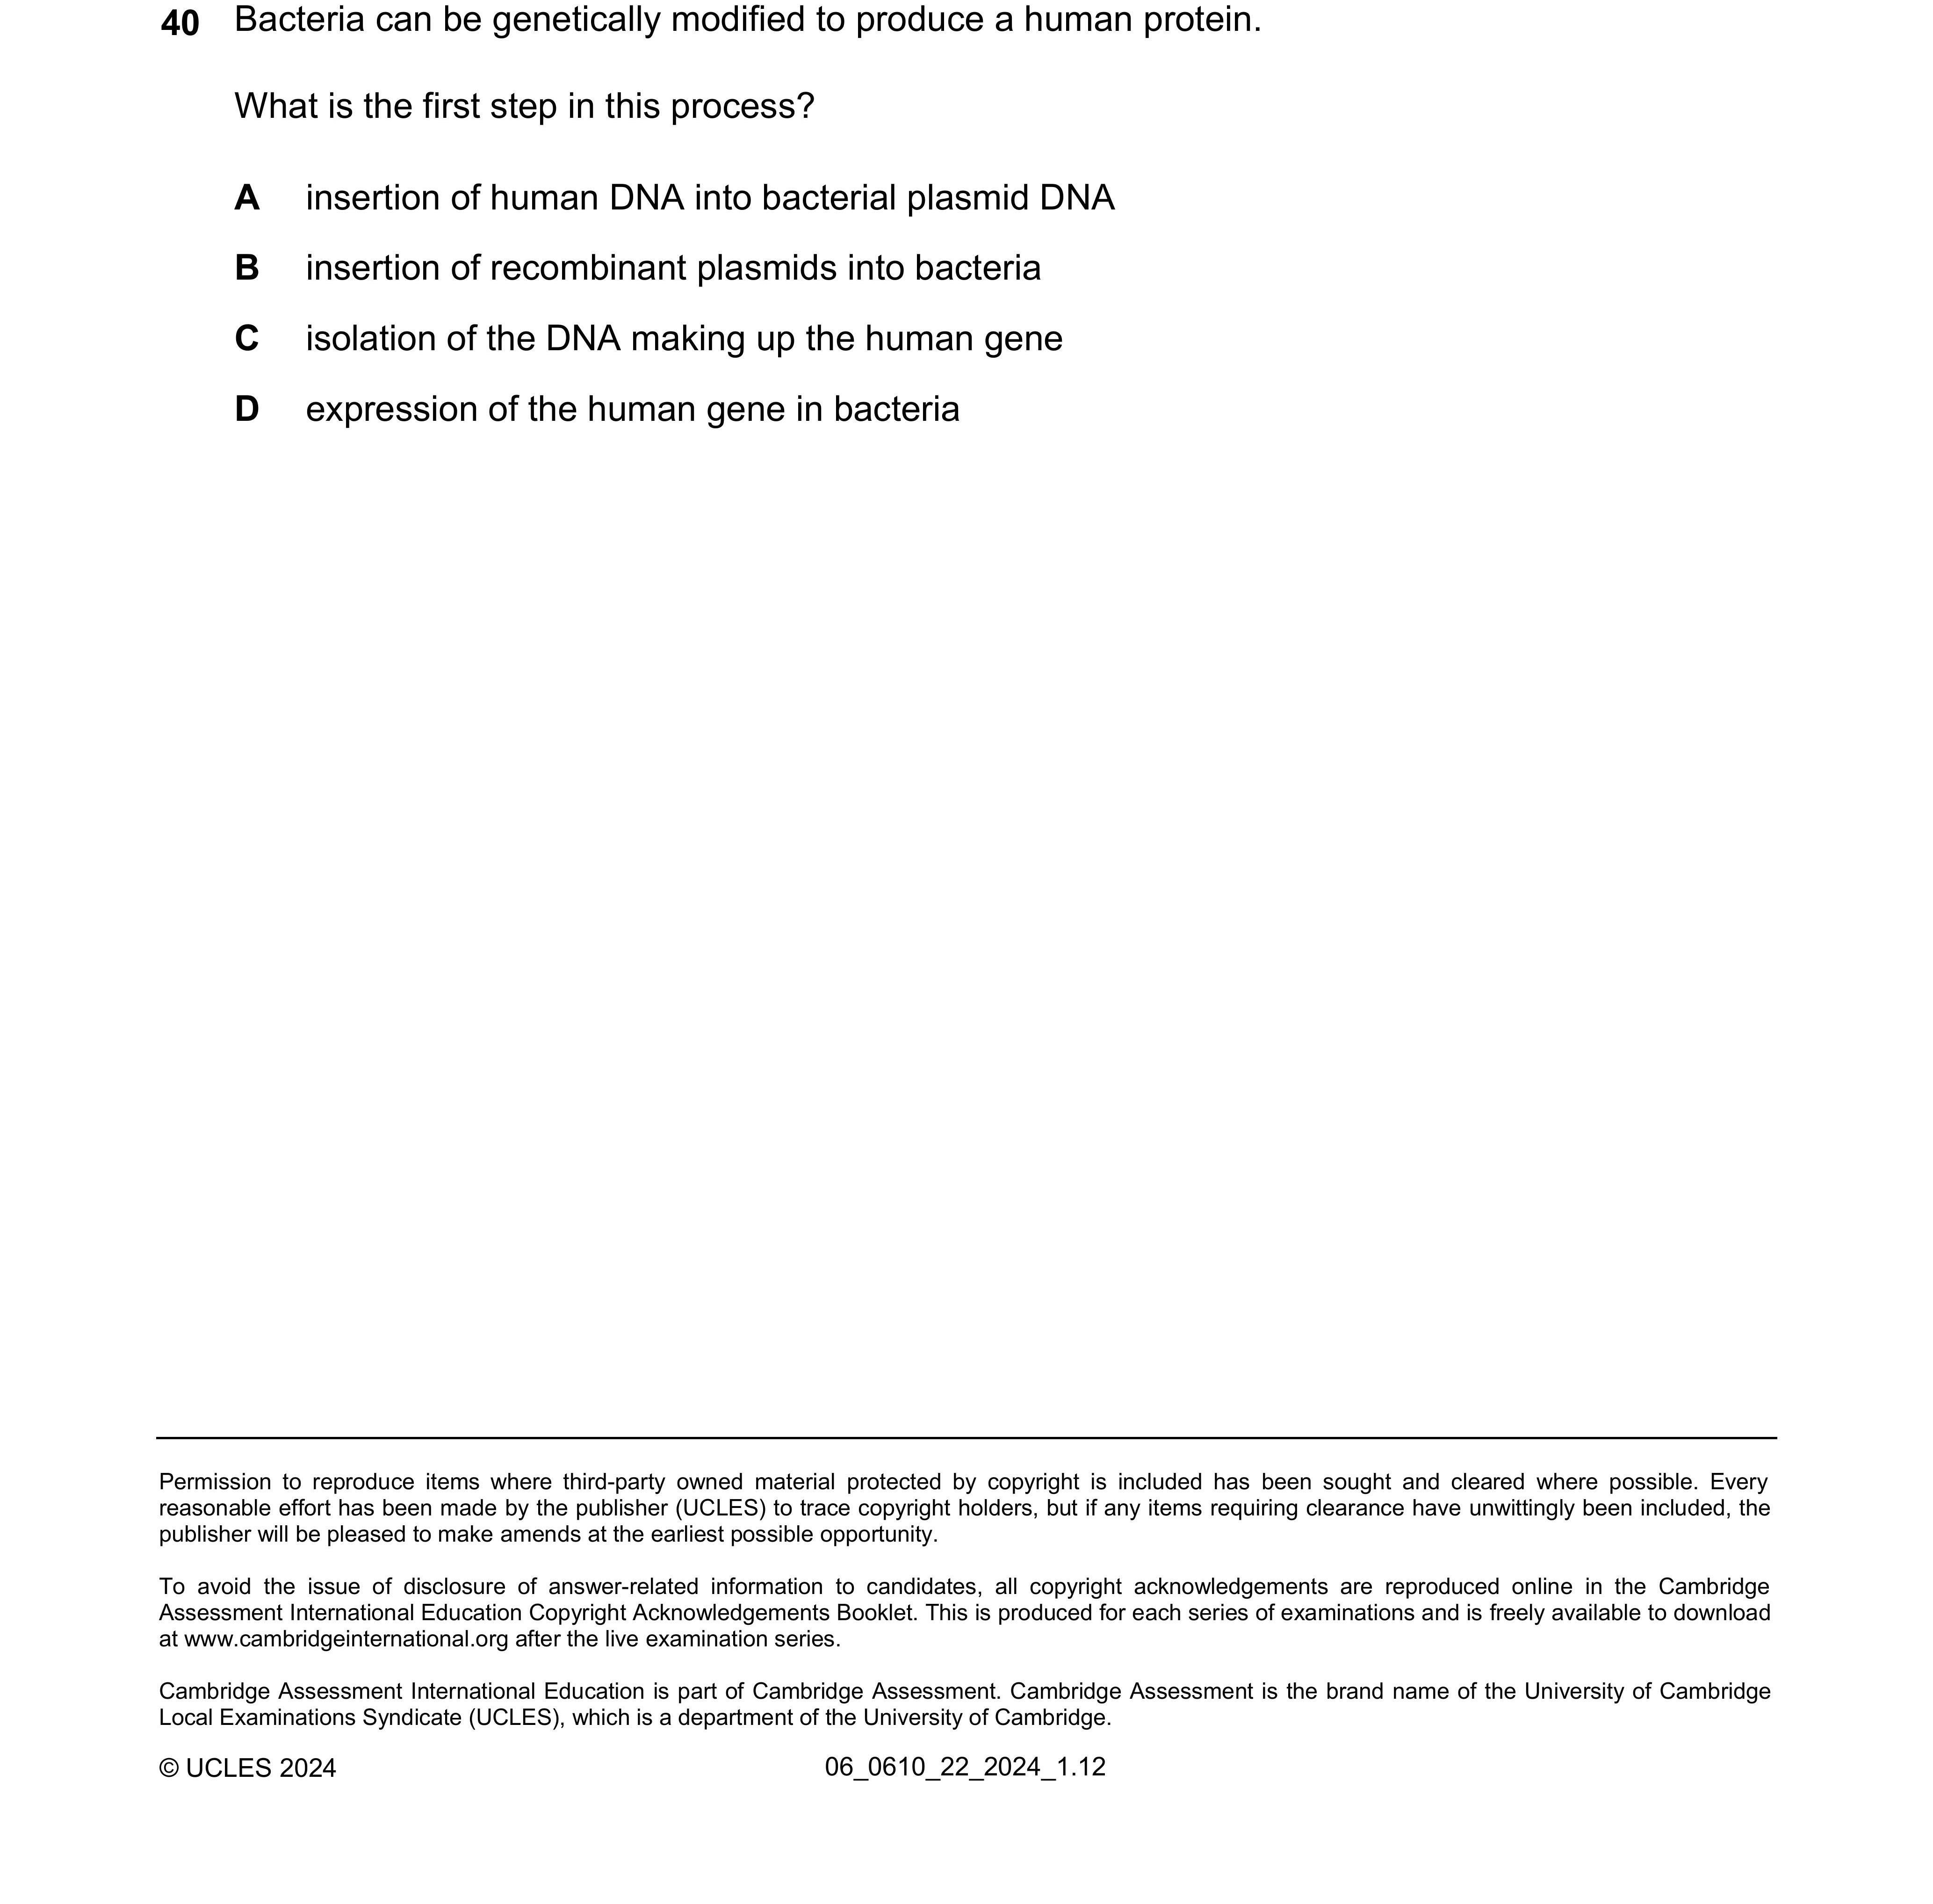 40 Bacteria can be genetically modified to produce a human protein.
What is the first step in this process?
A insertion of human DNA into bacterial plasmid DNA
B insertion of recombinant plasmids into bacteria
C isolation of the DNA making up the human gene
D expression of the human gene in bacteria
Permission to reproduce items where third-party owned material protected by copyright is included has been sought and cleared where possible. Every
reasonable effort has been made by the publisher (UCLES) to trace copyright holders, but if any items requiring clearance have unwittingly been included, the
publisher will be pleased to make amends at the earliest possible opportunity.
To avoid the issue of disclosure of answer-related information to candidates, all copyright acknowledgements are reproduced online in the Cambridge
Assessment International Education Copyright Acknowledgements Booklet. This is produced for each series of examinations and is freely available to download
at www.cambridgeinternational.org after the live examination series.
Cambridge Assessment International Education is part of Cambridge Assessment. Cambridge Assessment is the brand name of the University of Cambridge
Local Examinations Syndicate (UCLES), which is a department of the University of Cambridge.
© UCLES 2024 06_0610_22_2024_1.12